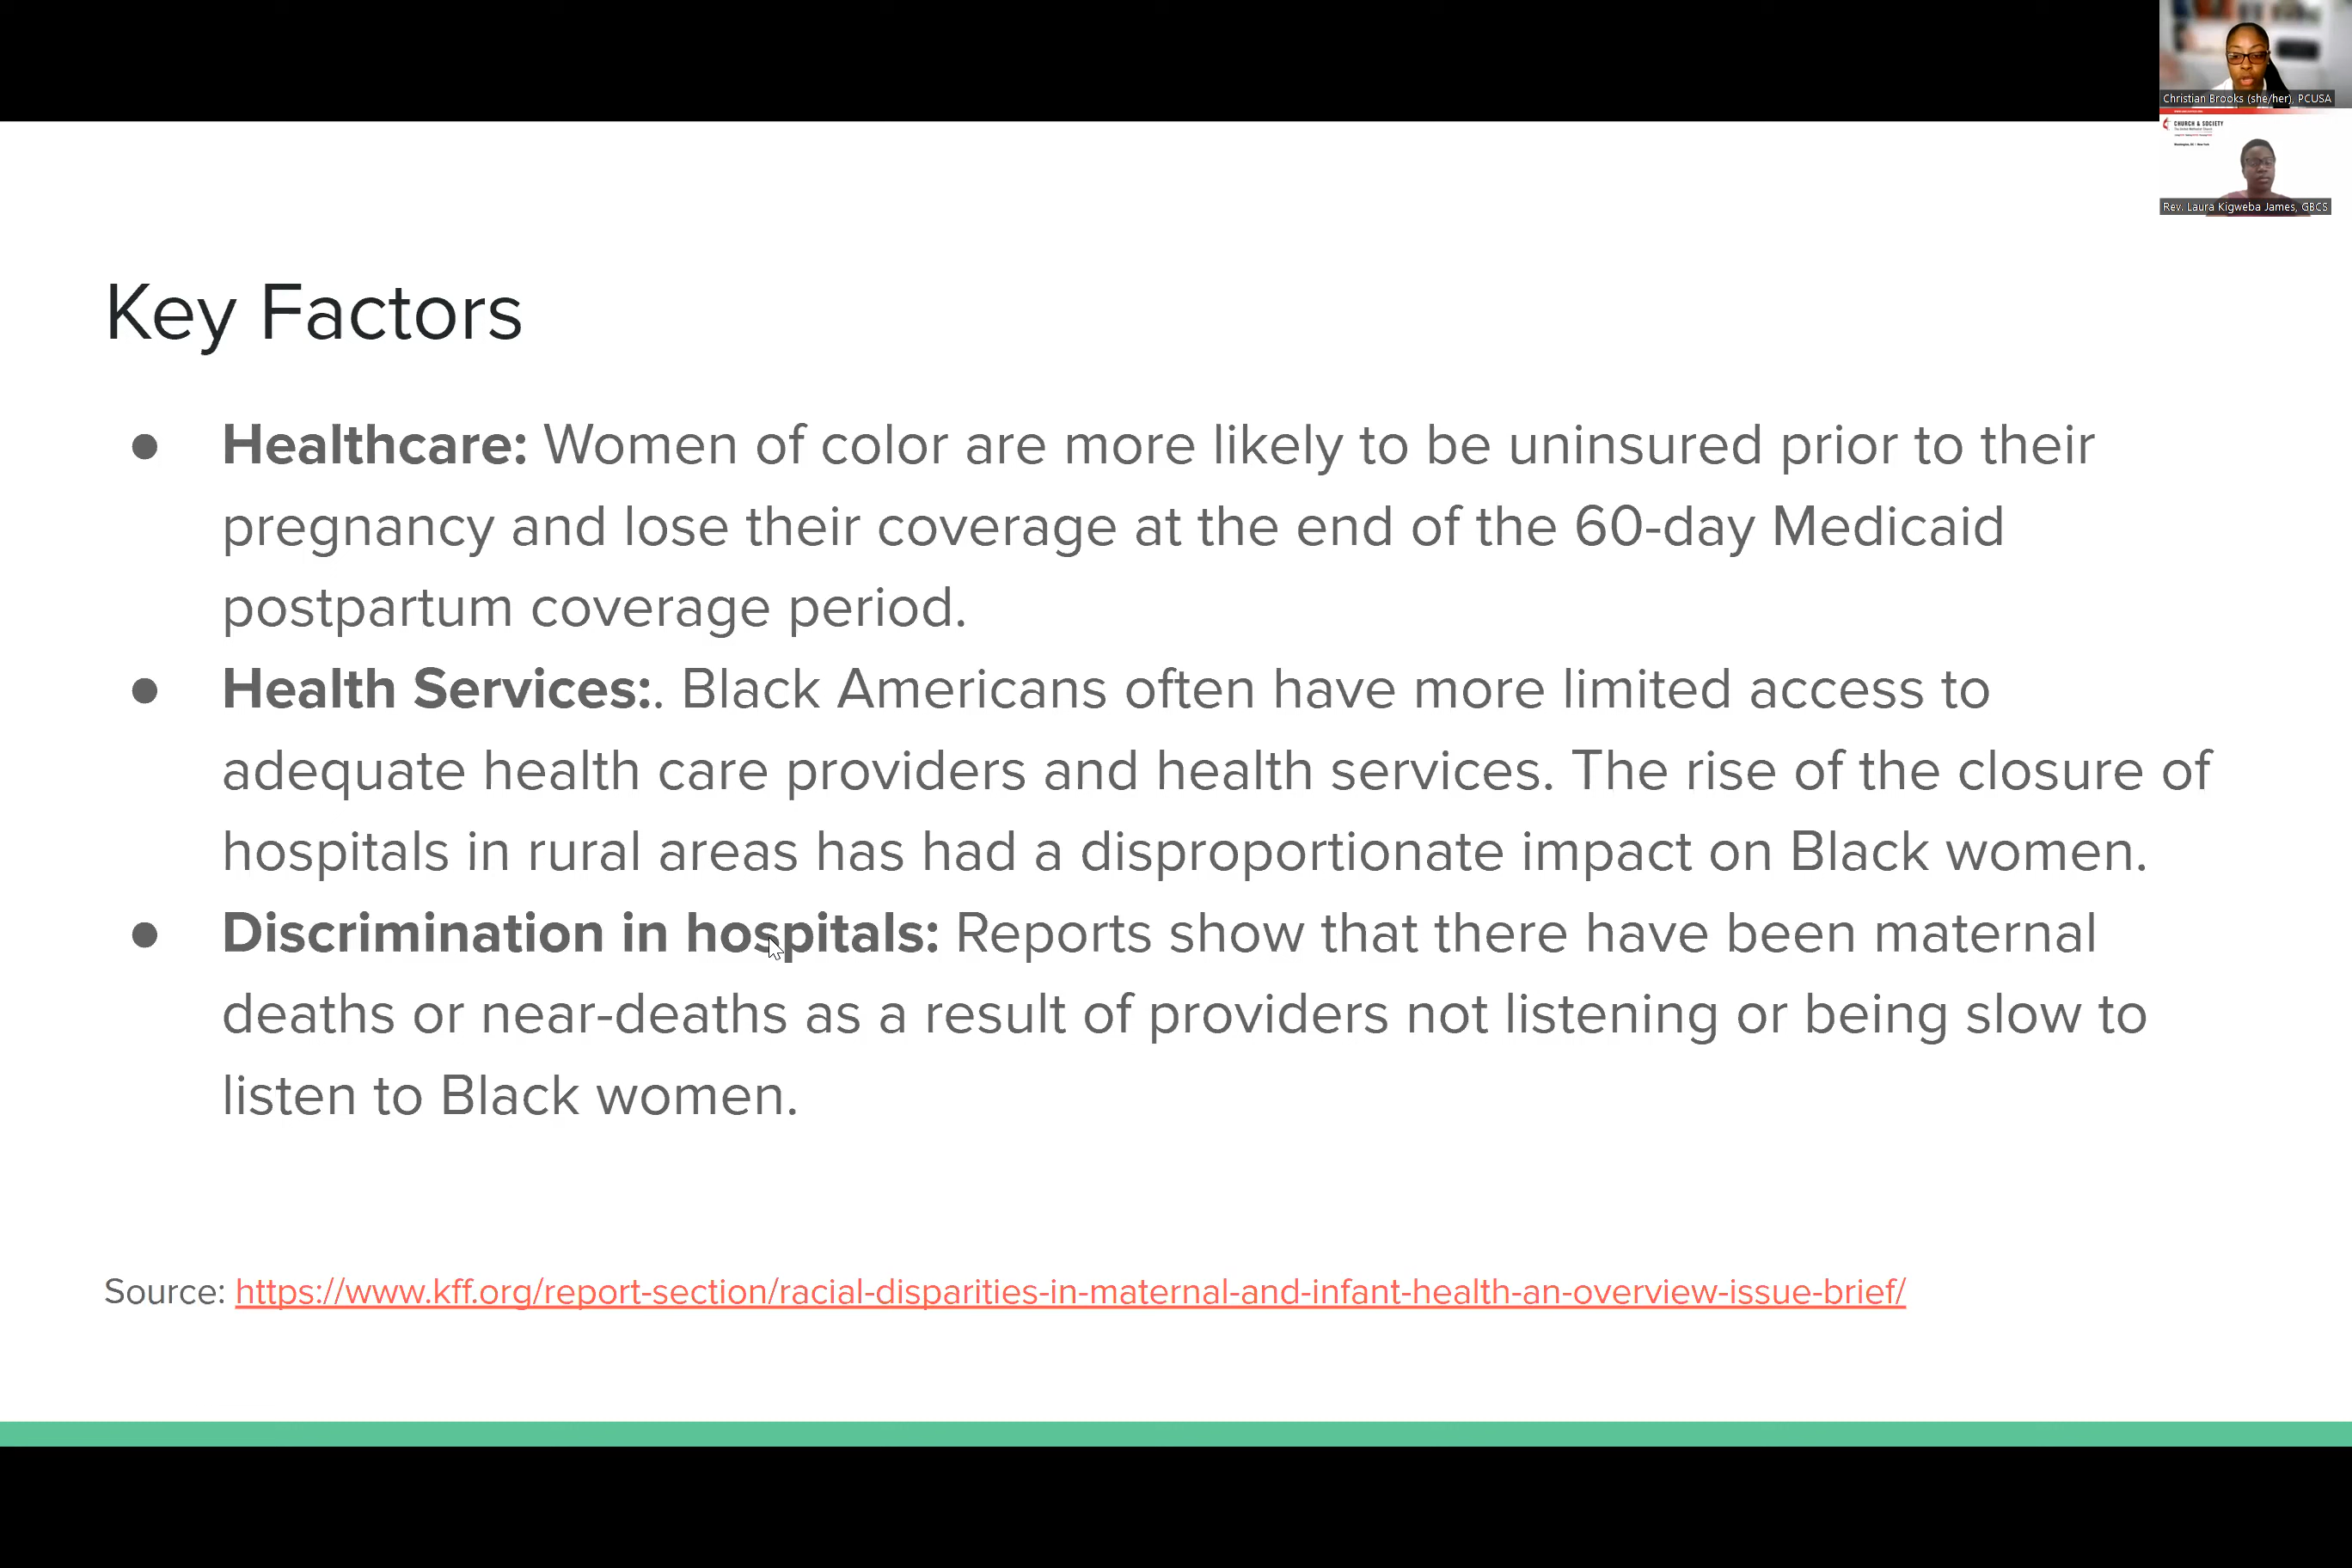 Christian Brooks (she/her), PCUSA
CHURCH & SOCIETY
Rev. Laura Kigweba James, GBCS
Key Factors
● Healthcare: Women of color are more likely to be uninsured prior to their
pregnancy and lose their coverage at the end of the 60-day Medicaid
postpartum coverage period.
● Health Services:. Black Americans often have more limited access to
adequate health care providers and health services. The rise of the closure of
hospitals in rural areas has had a disproportionate impact on Black women.
● Discrimination in hospitals: Reports show that there have been maternal
deaths or near-deaths as a result of providers not listening or being slow to
listen to Black women.
Source: https://www.kff.org/report-section/racial-disparities-in-maternal-and-infant-health-an-overview-issue-brief/